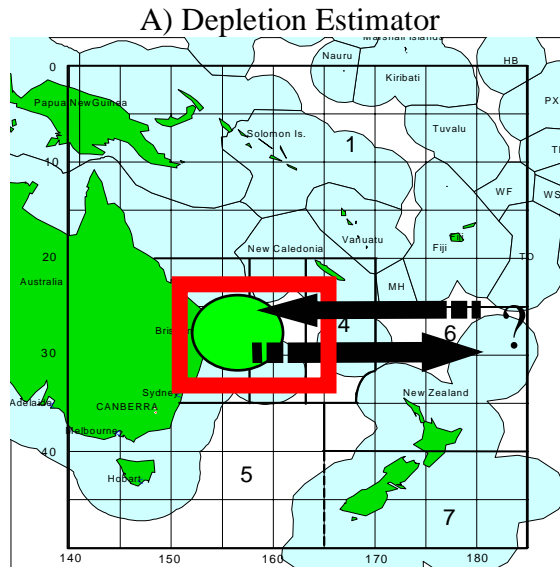 A) Depletion Estimator
Marshall Islands
Nauru
Kiribati
HB
0
PX
Papua New Guinea
Tuvalu
Solomon Is.
1
10
WF
WS
Vanuatu
Fiji
20
New Caledonia
Fiji
TO
Australia
MH
4
6
?
Brisb
30
Sydney
New Zealand
Adelaide
CANBERRA
Melbourne
40
5
Hobart
7
140
150
160
170
180